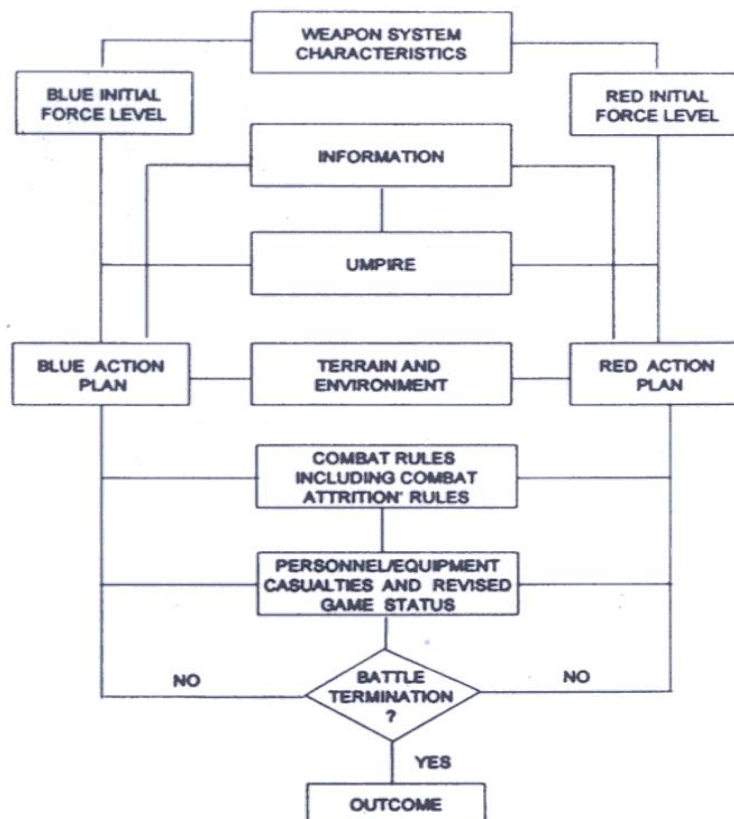 WEAPON SYSTEM
CHARACTERISTICS
BLUE INITIAL
FORCE LEVEL
RED INITIAL
FORCE LEVEL
INFORMATION
UMPIRE
BLUE ACTION
PLAN
TERRAIN AND
ENVIRONMENT
RED ACTION
PLAN
COMBAT RULES
INCLUDING COMBAT
ATTRITION' RULES
PERSONNEL/EQUIPMENT
CASUALTIES AND REVISED
GAME STATUS
NO
BATTLE
TERMINATION
?
NO
YES
OUTCOME